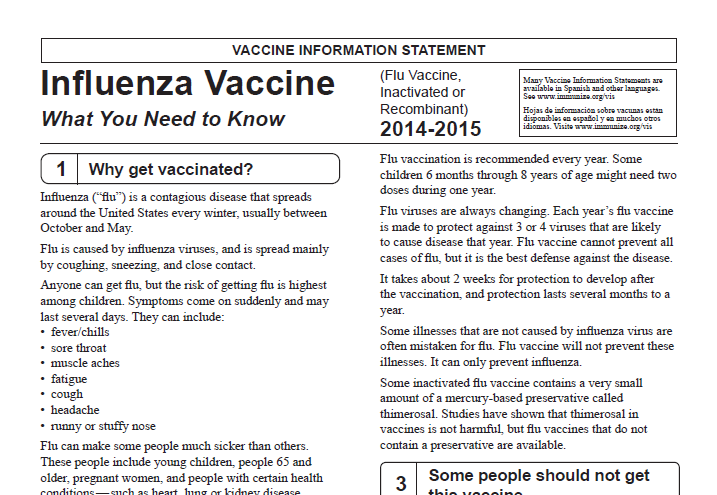 VACCINE INFORMATION STATEMENT
Influenza Vaccine
What You Need to Know
(Flu Vaccine,
Inactivated or
Recombinant)
2014-2015
Many Vaccine Information Statements are
available in Spanish and other languages.
See www.immunize.org/vis
Hojas de información sobre vacunas están
disponibles en español y en muchos otros
idiomas. Visite www.immunize.org/vis
1 Why get vaccinated?
Influenza (“flu”) is a contagious disease that spreads
around the United States every winter, usually between
October and May.
Flu is caused by influenza viruses, and is spread mainly
by coughing, sneezing, and close contact.
Anyone can get flu, but the risk of getting flu is highest
among children. Symptoms come on suddenly and may
last several days. They can include:
• fever/chills
• sore throat
• muscle aches
• fatigue
• cough
• headache
• runny or stuffy nose
Flu can make some people much sicker than others.
These people include young children, people 65 and
older, pregnant women, and people with certain health
conditions—such as heart, lung or kidney disease
Flu vaccination is recommended every year. Some
children 6 months through 8 years of age might need two
doses during one year.
Flu viruses are always changing. Each year’s flu vaccine
is made to protect against 3 or 4 viruses that are likely
to cause disease that year. Flu vaccine cannot prevent all
cases of flu, but it is the best defense against the disease.
It takes about 2 weeks for protection to develop after
the vaccination, and protection lasts several months to a
year.
Some illnesses that are not caused by influenza virus are
often mistaken for flu. Flu vaccine will not prevent these
illnesses. It can only prevent influenza.
Some inactivated flu vaccine contains a very small
amount of a mercury-based preservative called
thimerosal. Studies have shown that thimerosal in
vaccines is not harmful, but flu vaccines that do not
contain a preservative are available.
3 Some people should not get
this vaccine